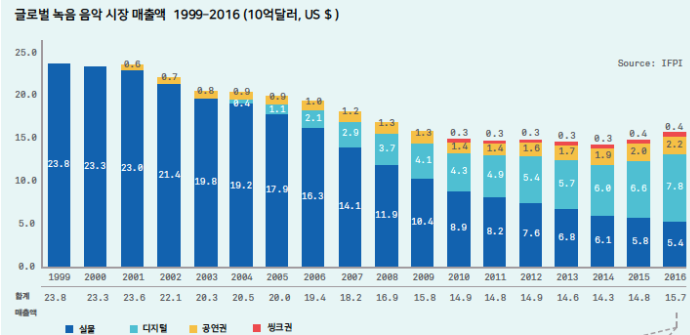 글로벌 녹음 음악 시장 매출액 1999-2016 (10억달러, US $)
25.0
Source: IFPI
20.0
15.0
10.0
5.0
0.0
0.6 0.7 0.8 0.9 0.9 1.0 1.2 1.3 1.3 0.3 0.3 0.3 0.3 0.3 0.4 0.4
1.4 1.4 1.6 1.7 1.9 2.0 2.2
0.4 1.1 2.1 2.9 3.7 4.1 4.3 4.9 5.4 5.7 6.0 6.6 7.8
23.8 23.3 23.0 21.4 19.8 19.2 17.9 16.3 14.1 11.9 10.4 8.9 8.2 7.6 6.8 6.1 5.8 5.4
1999 2000 2001 2002 2003 2004 2005 2006 2007 2008 2009 2010 2011 2012 2013 2014 2015 2016
합계 23.8 23.3 23.6 22.1 20.3 20.5 20.0 19.4 18.2 16.9 15.8 14.9 14.8 14.9 14.6 14.3 14.8 15.7
매출액
실물 디지털 공연권 씽크권